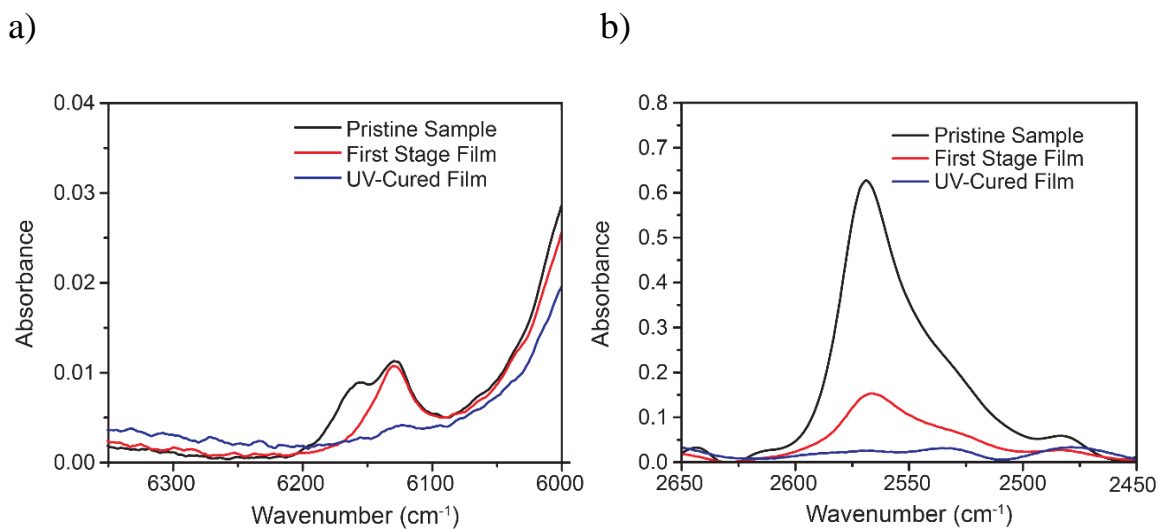 a)
b)
0.04
0.03
0.02
0.01
0.00
Absorbance
Pristine Sample
First Stage Film
UV-Cured Film
6300
6200
6100
6000
Wavenumber (cm⁻¹)
0.8
0.7
0.6
0.5
0.4
0.3
0.2
0.1
0.0
Absorbance
Pristine Sample
First Stage Film
UV-Cured Film
2650
2600
2550
2500
2450
Wavenumber (cm⁻¹)